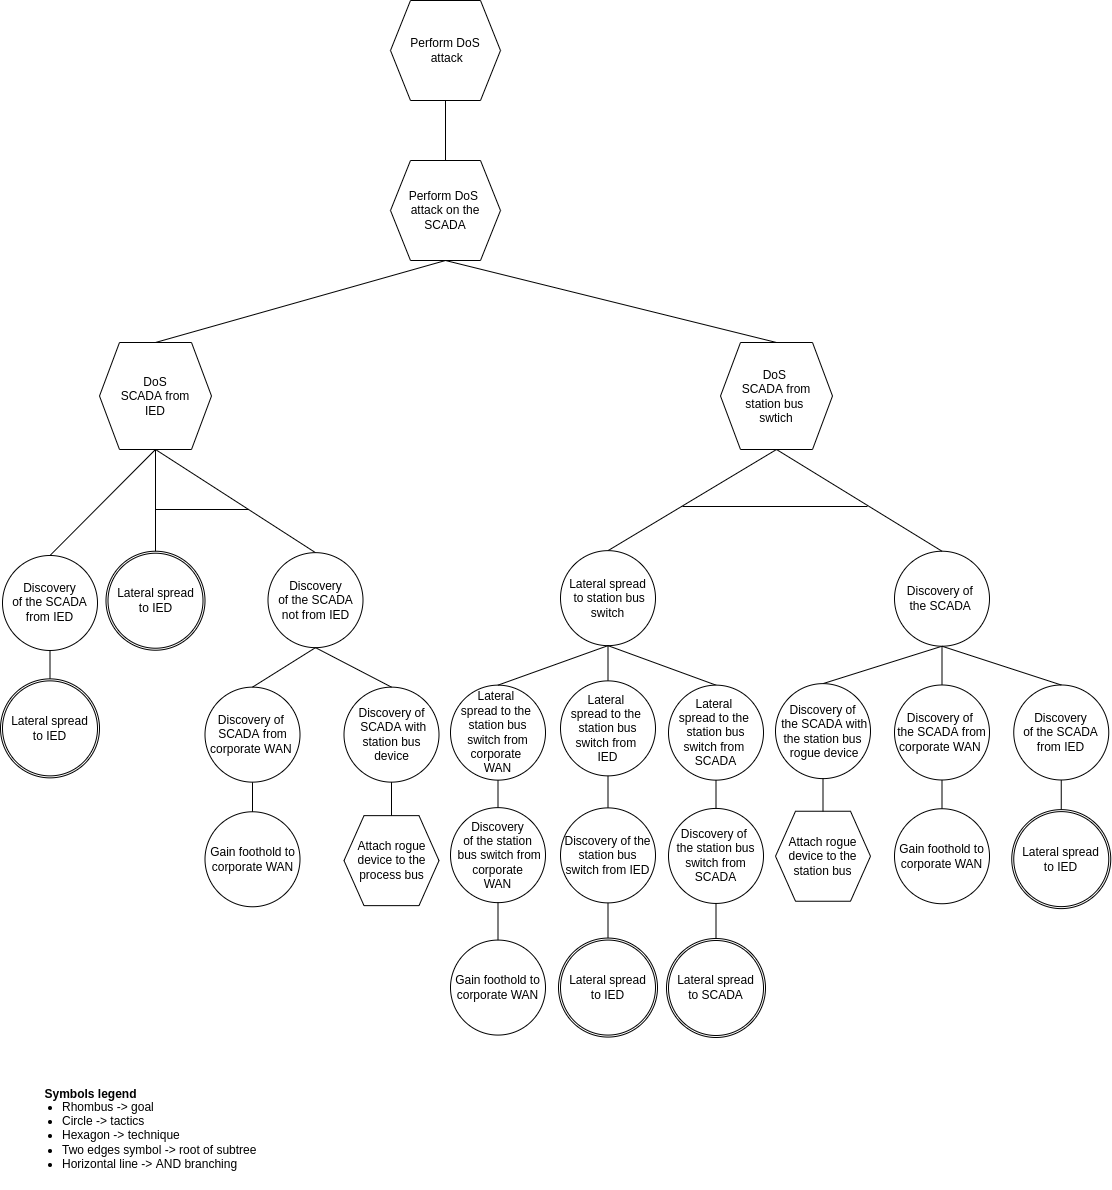 Perform DoS
attack
Perform DoS
attack on the
SCADA
DoS
SCADA from
IED
DoS
SCADA from
station bus
swtich
Discovery
of the SCADA
from IED
Lateral spread
to IED
Discovery
of the SCADA
not from IED
Lateral spread
to station bus
switch
Discovery of
the SCADA
Lateral spread
to IED
Discovery of
SCADA from
corporate WAN
Discovery of
SCADA with
station bus
device
Lateral
spread to the
station bus
switch from
corporate
WAN
Lateral
spread to the
station bus
switch from
IED
Lateral
spread to the
station bus
switch from
SCADA
Discovery of
the SCADA with
the station bus
rogue device
Discovery of
the SCADA from
corporate WAN
Discovery
of the SCADA
from IED
Gain foothold to
corporate WAN
Attach rogue
device to the
process bus
Discovery
of the station
bus switch from
corporate
WAN
Discovery of the
station bus
switch from IED
Discovery of
the station bus
switch from
SCADA
Attach rogue
device to the
station bus
Gain foothold to
corporate WAN
Lateral spread
to IED
Gain foothold to
corporate WAN
Lateral spread
to IED
Lateral spread
to SCADA
Symbols legend
Rhombus -> goal
Circle -> tactics
Hexagon -> technique
Two edges symbol -> root of subtree
Horizontal line -> AND branching